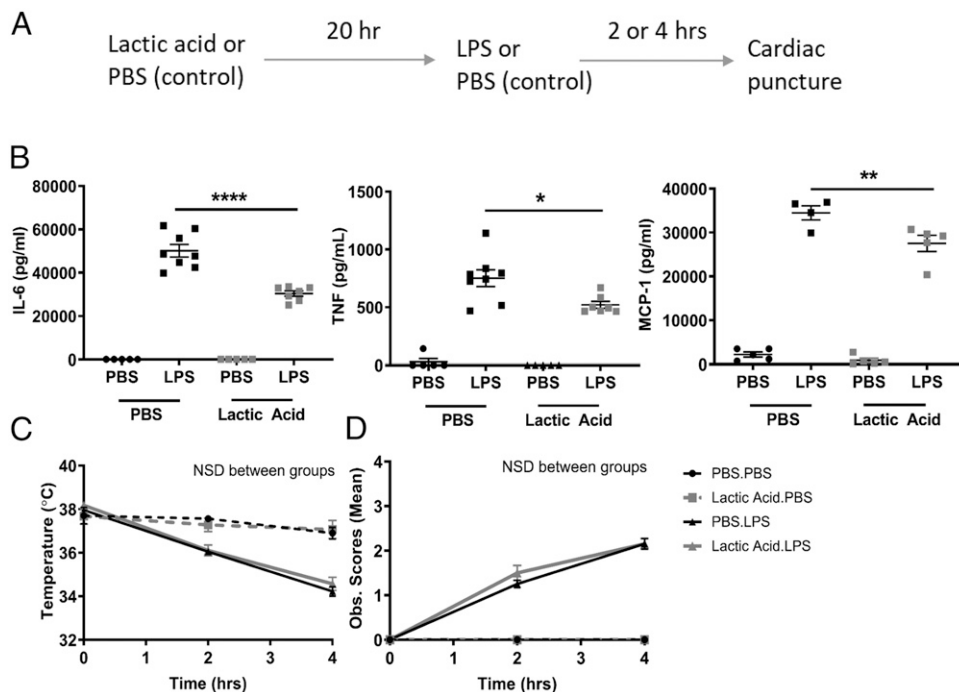 A
Lactic acid or
PBS (control)
20 hr
LPS or
PBS (control)
2 or 4 hrs
Cardiac
puncture
B
IL-6 (pg/ml)
80000
60000
40000
20000
0
****
PBS LPS PBS LPS
PBS Lactic Acid
TNF (pg/mL)
1500
1000
500
0
*
PBS LPS PBS LPS
PBS Lactic Acid
MCP-1 (pg/ml)
40000
30000
20000
10000
0
**
PBS LPS PBS LPS
PBS Lactic Acid
C
NSD between groups
Temperature (°C)
40
38
36
34
32
0 2 4
Time (hrs)
D
NSD between groups
Obs. Scores (Mean)
4
3
2
1
0
0 2 4
Time (hrs)
PBS.PBS
Lactic Acid.PBS
PBS.LPS
Lactic Acid.LPS